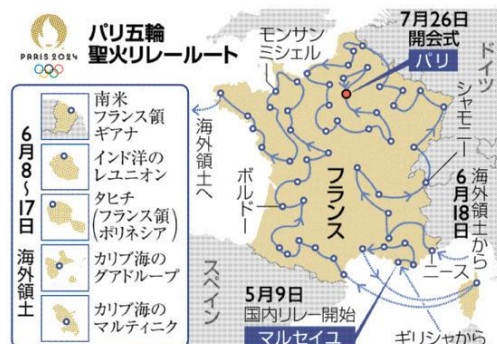 PARIS 2024
パリ五輪
聖火リレールート
6月8~17日 海外領土
南米
フランス領
ギアナ
インド洋の
レユニオン
タヒチ
(フランス領
ポリネシア)
カリブ海の
グアドループ
カリブ海の
マルティニク
モンサン
ミシェル
7月26日
開会式
パリ
ドイツ
シャモニー
海外領土へ
ボルドー
フランス
海外領土から
6月18日
ニース
スペイン
5月9日
国内リレー開始
マルセイユ
ギリシャから